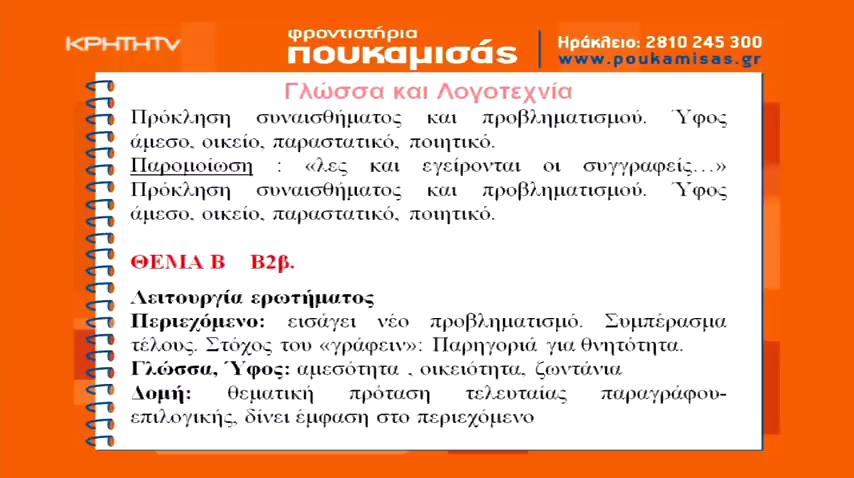 ΚΡΗΤΗTV
φροντιστήρια
πουκαμισάς
Ηράκλειο: 2810 245 300
www.poukamisas.gr
Γλώσσα και Λογοτεχνία
Πρόκληση συναισθήματος και προβληματισμού. Ύφος
άμεσο, οικείο, παραστατικό, ποιητικό.
Παρομοίωση : «λες και εγείρονται οι συγγραφείς…»
Πρόκληση συναισθήματος και προβληματισμού. Ύφος
άμεσο, οικείο, παραστατικό, ποιητικό.
ΘΕΜΑ Β Β2β.
Λειτουργία ερωτήματος
Περιεχόμενο: εισάγει νέο προβληματισμό. Συμπέρασμα
τέλους. Στόχος του «γράφειν»: Παρηγοριά για θνητότητα.
Γλώσσα, Ύφος: αμεσότητα , οικειότητα, ζωντάνια
Δομή: θεματική πρόταση τελευταίας παραγράφου-
επιλογικής, δίνει έμφαση στο περιεχόμενο